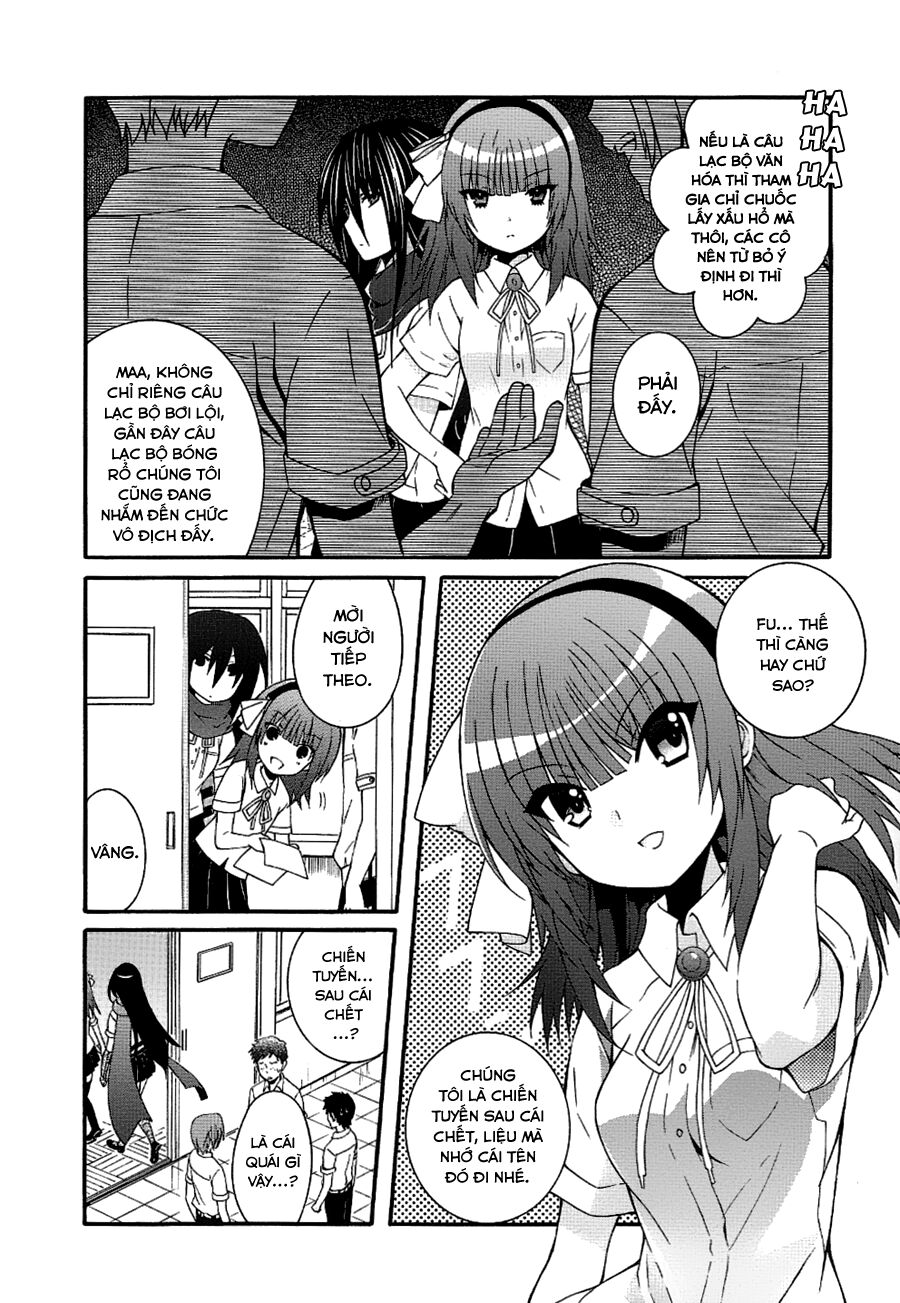 HA
HA
HA
NẾU LÀ CÂU
LẠC BỘ VĂN
HÓA THÌ THAM
GIA CHỈ CHUỐC
LẤY XẤU HỔ MÀ
THÔI, CÁC CÔ
NÊN TỪ BỎ Ý
ĐỊNH ĐI THÌ
HƠN.
PHẢI
ĐẤY.
MAA, KHÔNG
CHỈ RIÊNG CÂU
LẠC BỘ BƠI LỘI,
GẦN ĐÂY CÂU
LẠC BỘ BÓNG
RỔ CHÚNG TÔI
CŨNG ĐANG
NHẮM ĐẾN CHỨC
VÔ ĐỊCH ĐẤY.
FU... THẾ
THÌ CÀNG
HAY CHỨ
SAO?
CHÚNG
TÔI LÀ CHIẾN
TUYẾN SAU CÁI
CHẾT, LIỆU MÀ
NHỚ CÁI TÊN
ĐÓ ĐI NHÉ.
MỜI
NGƯỜI
TIẾP
THEO.
VÂNG.
CHIẾN
TUYẾN...
SAU CÁI
CHẾT
...?
LÀ CÁI
QUÁI GÌ
VẬY...?